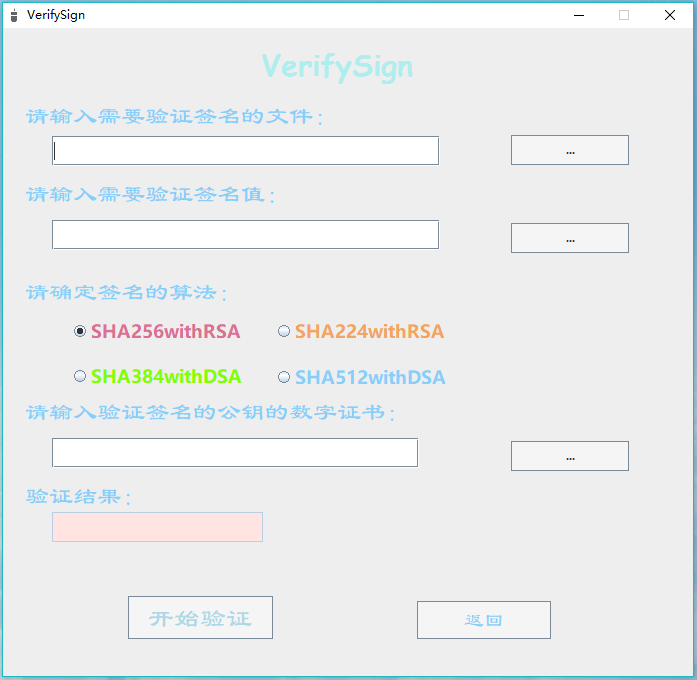 VerifySign
VerifySign
请输入需要验证签名的文件:
...
请输入需要验证签名值:
...
请确定签名的算法:
SHA256withRSA SHA224withRSA
SHA384withDSA SHA512withDSA
请输入验证签名的公钥的数字证书:
...
验证结果:
开始验证 返回